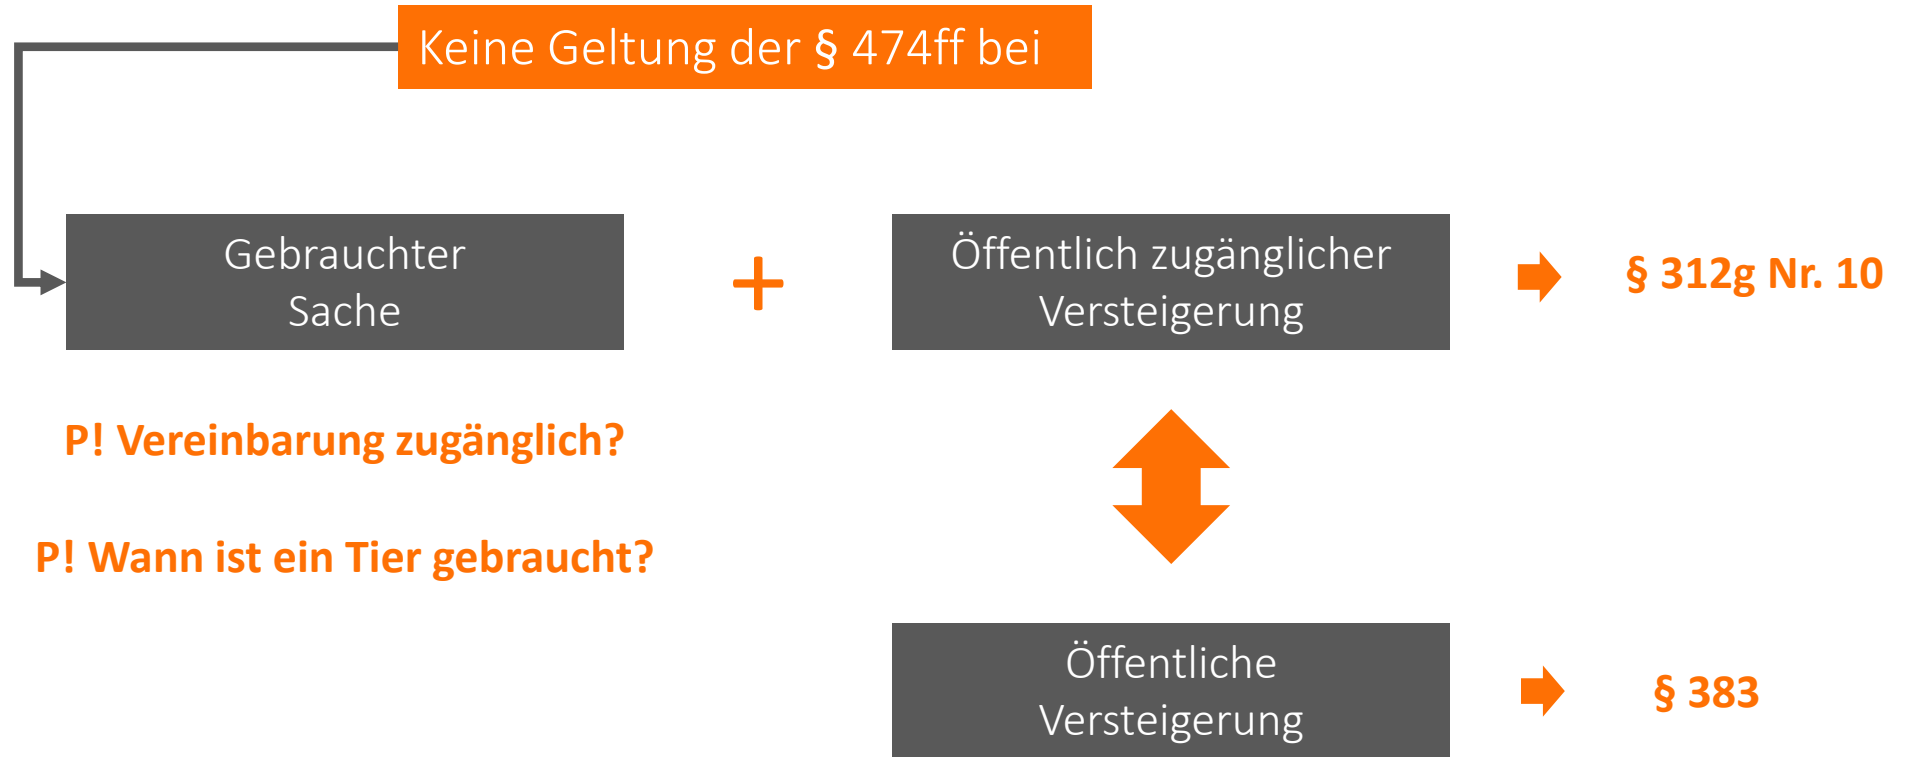 Keine Geltung der § 474ff bei
Gebrauchter
Sache
+
Öffentlich zugänglicher
Versteigerung
§ 312g Nr. 10
P! Vereinbarung zugänglich?
P! Wann ist ein Tier gebraucht?
Öffentliche
Versteigerung
§ 383